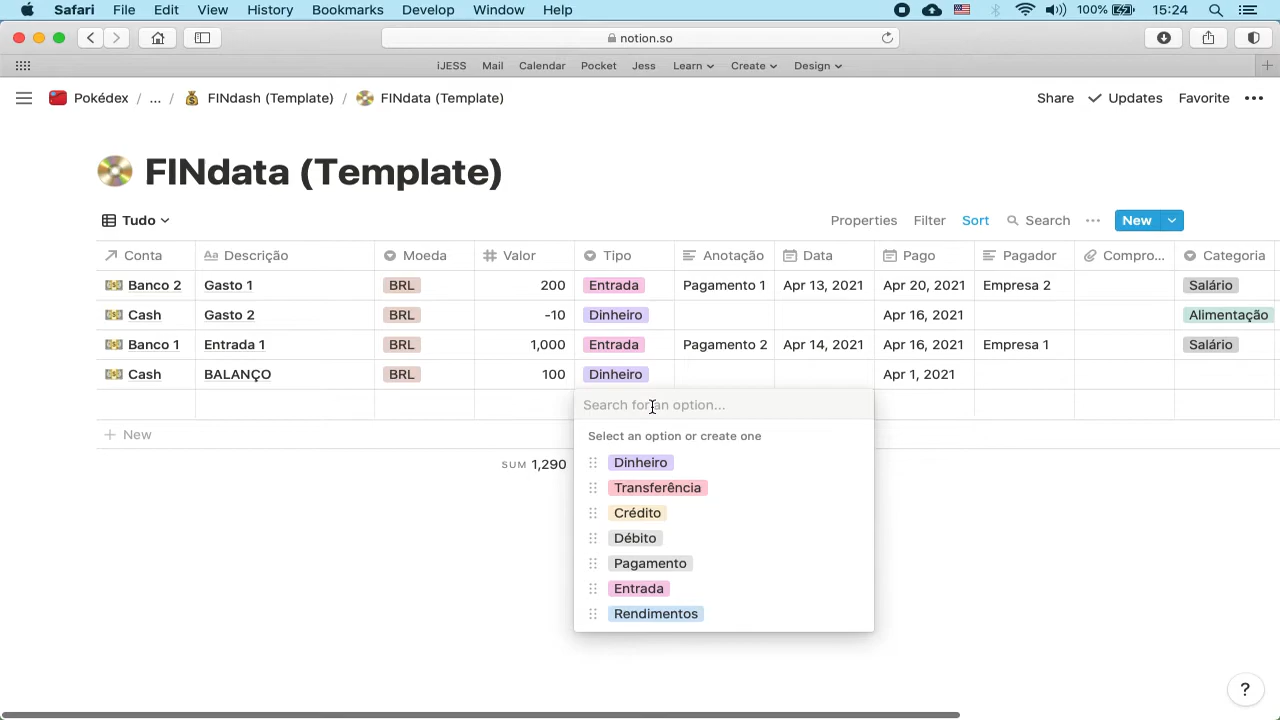 Safari File Edit View History Bookmarks Develop Window Help 100% 15:24
notion.so
iJESS Mail Calendar Pocket Jess Learn Create Design
Pokédex / ... / FINdash (Template) / FINdata (Template) Share Updates Favorite •••
FINdata (Template)
Tudo Properties Filter Sort Search ••• New
Conta Aa Descrição Moeda # Valor Tipo Anotação Data Pago Pagador Compro... Categoria
Banco 2 Gasto 1 BRL 200 Entrada Pagamento 1 Apr 13, 2021 Apr 20, 2021 Empresa 2 Salário
Cash Gasto 2 BRL -10 Dinheiro Apr 16, 2021 Alimentação
Banco 1 Entrada 1 BRL 1,000 Entrada Pagamento 2 Apr 14, 2021 Apr 16, 2021 Empresa 1 Salário
Cash BALANÇO BRL 100 Dinheiro Apr 1, 2021
Search for an option...
+ New
Select an option or create one
SUM 1,290
Dinheiro
Transferência
Crédito
Débito
Pagamento
Entrada
Rendimentos
?